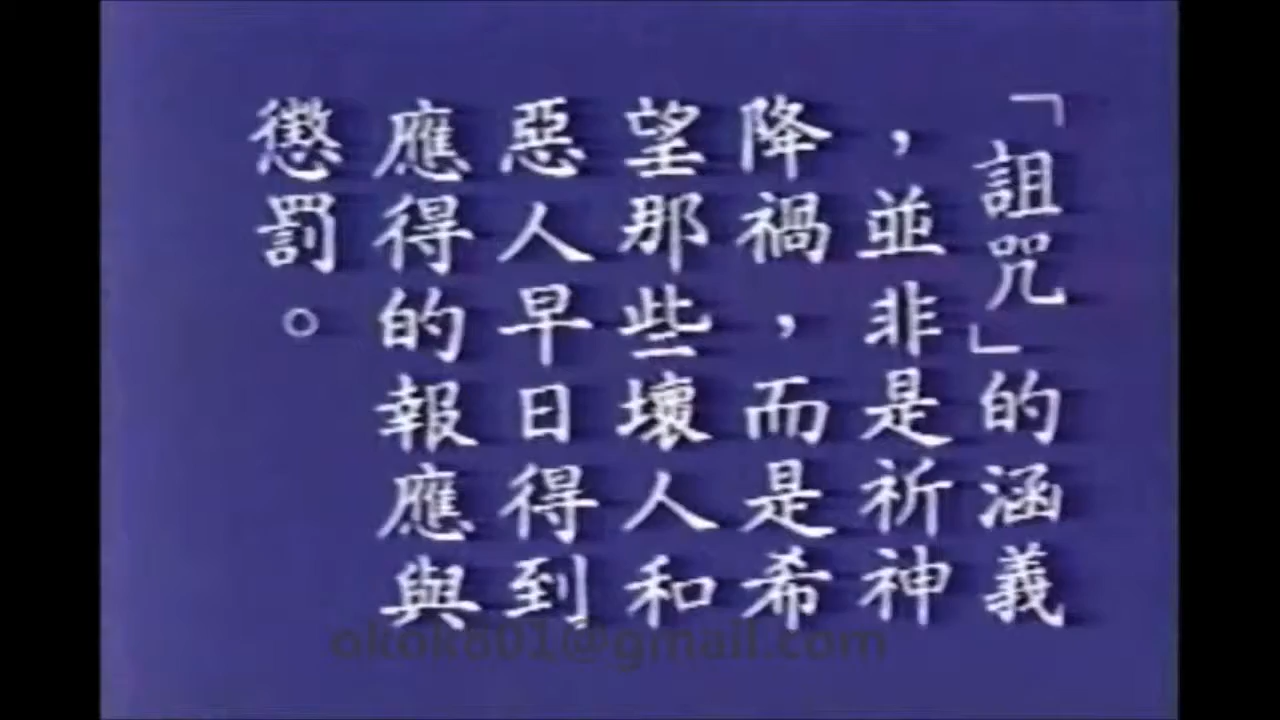 「詛咒」的涵義
，並非是祈神
降禍，而是希
望那些壞人和
惡人早日得到
應得的報應與
懲罰。
okok601@gmail.com